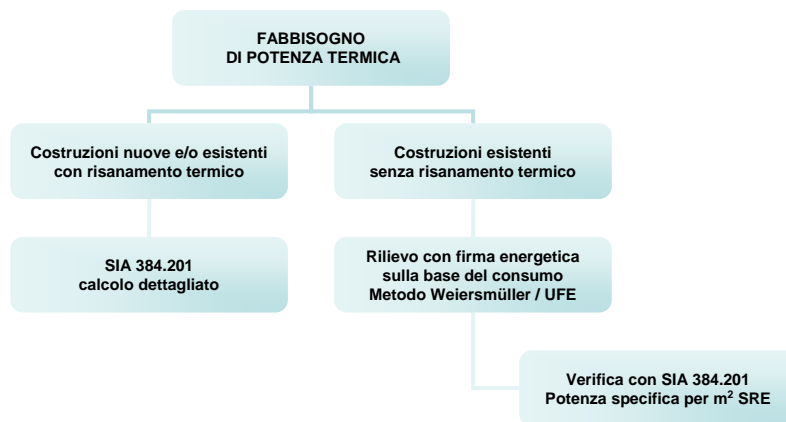 FABBISOGNO
DI POTENZA TERMICA
Costruzioni nuove e/o esistenti
con risanamento termico
Costruzioni esistenti
senza risanamento termico
SIA 384.201
calcolo dettagliato
Rilievo con firma energetica
sulla base del consumo
Metodo Weiersmüller / UFE
Verifica con SIA 384.201
Potenza specifica per m² SRE